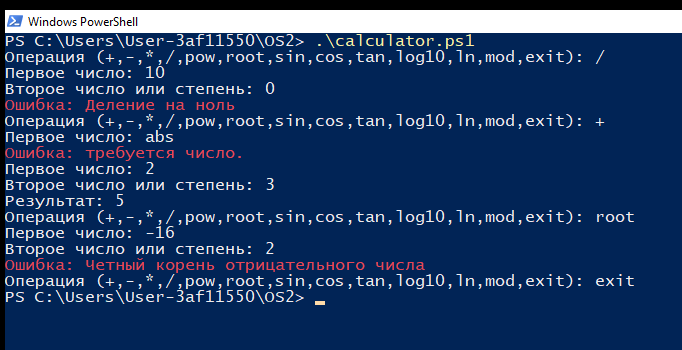 Windows PowerShell
PS C:\Users\User-3af11550\OS2> .\calculator.ps1
Операция (+,-,*,/,pow,root,sin,cos,tan,log10,ln,mod,exit): /
Первое число: 10
Второе число или степень: 0
Ошибка: Деление на ноль
Операция (+,-,*,/,pow,root,sin,cos,tan,log10,ln,mod,exit): +
Первое число: abs
Ошибка: требуется число.
Первое число: 2
Второе число или степень: 3
Результат: 5
Операция (+,-,*,/,pow,root,sin,cos,tan,log10,ln,mod,exit): root
Первое число: -16
Второе число или степень: 2
Ошибка: Четный корень отрицательного числа
Операция (+,-,*,/,pow,root,sin,cos,tan,log10,ln,mod,exit): exit
PS C:\Users\User-3af11550\OS2>